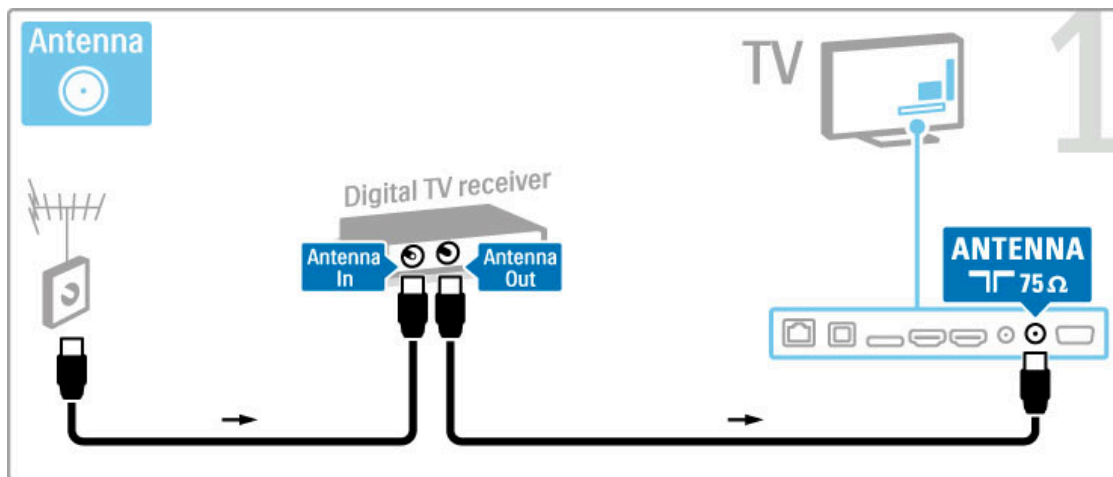 Antenna
TV
1
Digital TV receiver
Antenna
In
Antenna
Out
ANTENNA
75 Ω